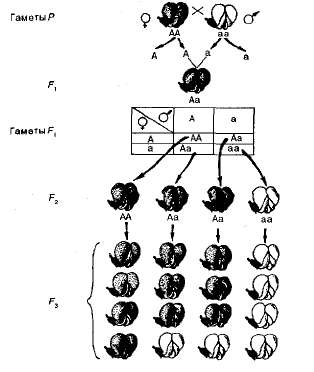 Гаметы P
♀ × ♂
AA aa
A A a a
F1
Aa
♀ ♂ A a
Гаметы F1
A AA Aa
a Aa aa
F2
AA Aa Aa aa
F3